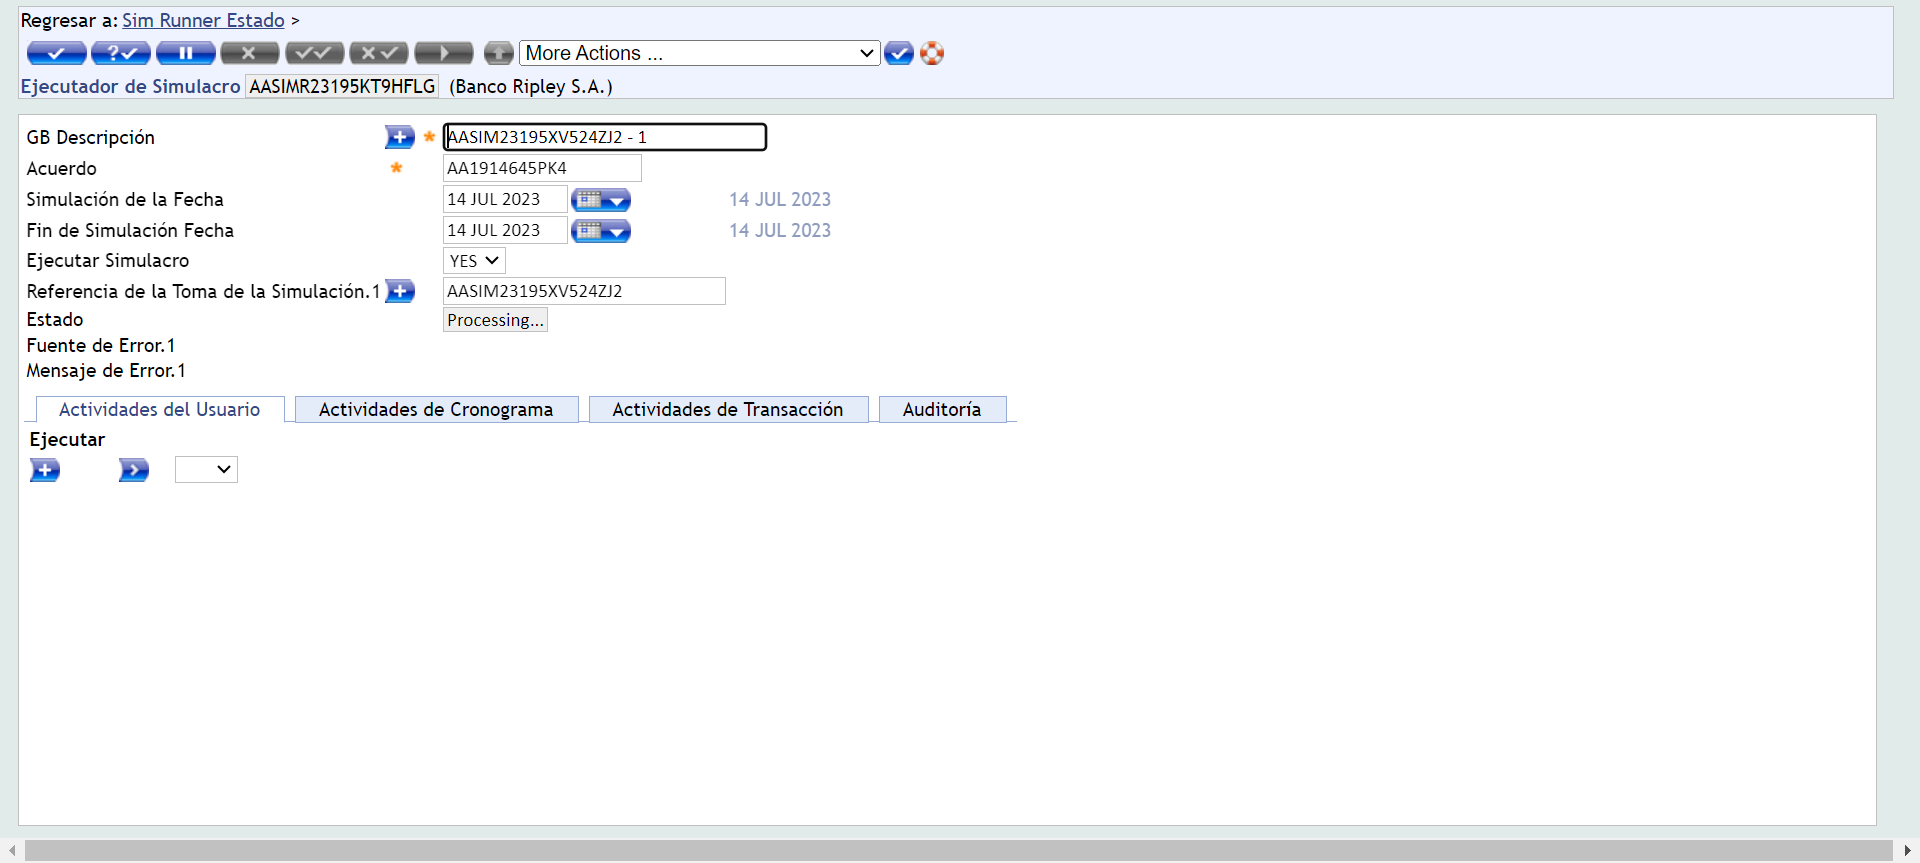 Regresar a: Sim Runner Estado >
More Actions ...
Ejecutador de Simulacro AASIMR23195KT9HFLG (Banco Ripley S.A.)
GB Descripción * AASIM23195XV524ZJ2 - 1
Acuerdo * AA1914645PK4
Simulación de la Fecha 14 JUL 2023 14 JUL 2023
Fin de Simulación Fecha 14 JUL 2023 14 JUL 2023
Ejecutar Simulacro YES
Referencia de la Toma de la Simulación.1 AASIM23195XV524ZJ2
Estado Processing...
Fuente de Error.1
Mensaje de Error.1
Actividades del Usuario Actividades de Cronograma Actividades de Transacción Auditoría
Ejecutar